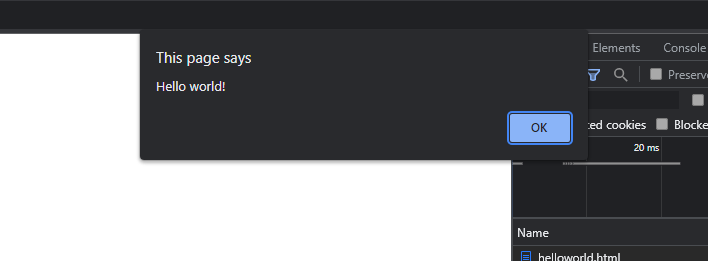 This page says
Hello world!
OK
Elements Console
Preserve
ted cookies Blocke
20 ms
Name
helloworld.html